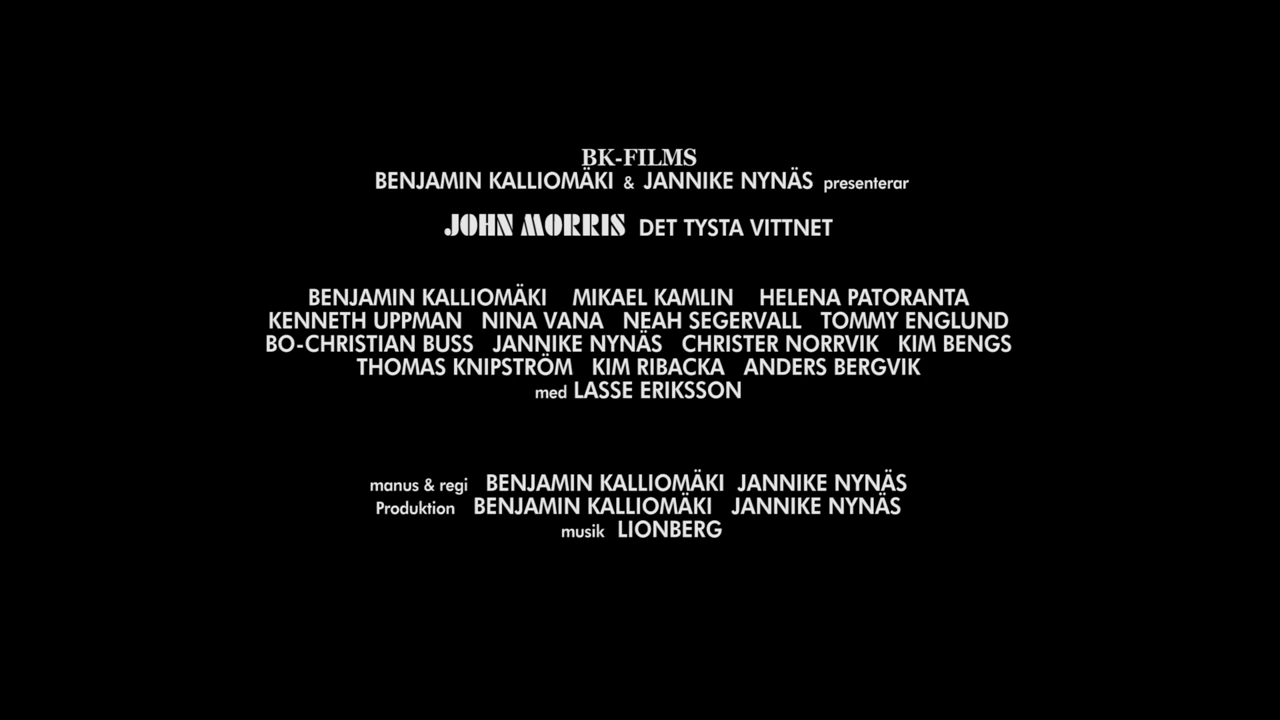 BK-FILMS
BENJAMIN KALLIOMÄKI & JANNIKE NYNÄS presenterar
JOHN MORRIS DET TYSTA VITTNET
BENJAMIN KALLIOMÄKI MIKAEL KAMLIN HELENA PATORANTA
KENNETH UPPMAN NINA VANA NEAH SEGERVALL TOMMY ENGLUND
BO-CHRISTIAN BUSS JANNIKE NYNÄS CHRISTER NORRVIK KIM BENGS
THOMAS KNIPSTRÖM KIM RIBACKA ANDERS BERGVIK
med LASSE ERIKSSON
manus & regi BENJAMIN KALLIOMÄKI JANNIKE NYNÄS
Produktion BENJAMIN KALLIOMÄKI JANNIKE NYNÄS
musik LIONBERG